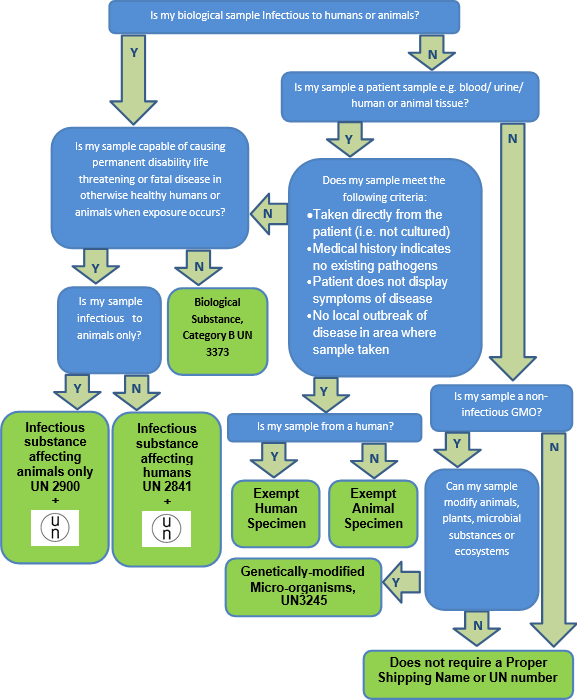 Is my biological sample Infectious to humans or animals?
Y
N
Is my sample a patient sample e.g. blood/ urine/
human or animal tissue?
Y
N
Is my sample capable of causing
permanent disability life
threatening or fatal disease in
otherwise healthy humans or
animals when exposure occurs?
N
Does my sample meet the
following criteria:
•Taken directly from the
patient (i.e. not cultured)
•Medical history indicates
no existing pathogens
•Patient does not display
symptoms of disease
•No local outbreak of
disease in area where
sample taken
Y
N
Is my sample
infectious to
animals only?
Biological
Substance,
Category B UN
3373
Y
N
Y
Is my sample a non-
infectious GMO?
Infectious
substance
affecting
animals only
UN 2900
+
un
Infectious
substance
affecting
humans
UN 2841
+
un
Is my sample from a human?
Y
N
Y
N
Exempt
Human
Specimen
Exempt
Animal
Specimen
Can my sample
modify animals,
plants, microbial
substances or
ecosystems
Genetically-modified
Micro-organisms,
UN3245
Y
N
Does not require a Proper
Shipping Name or UN number